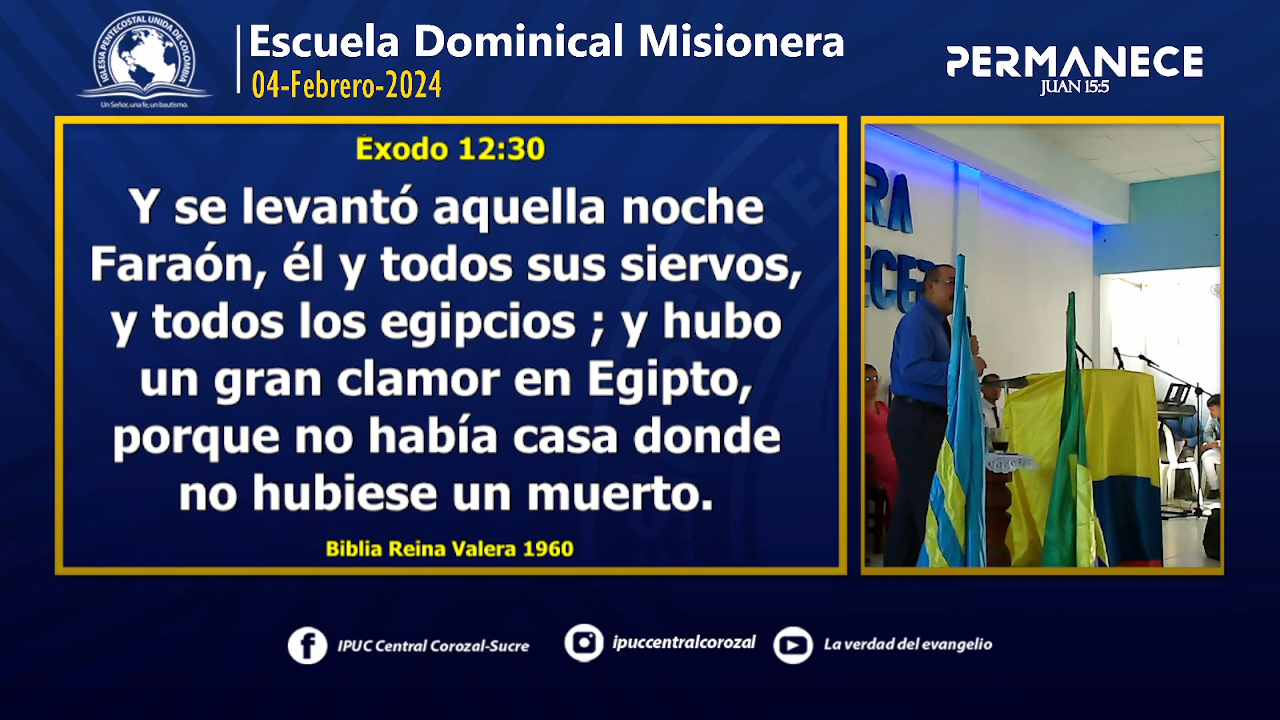 IGLESIA PENTECOSTAL UNIDA DE COLOMBIA
Un Señor, una fe, un bautismo.
Escuela Dominical Misionera
04-Febrero-2024
PERMANECE
JUAN 15:5
Éxodo 12:30
Y se levantó aquella noche
Faraón, él y todos sus siervos,
y todos los egipcios ; y hubo
un gran clamor en Egipto,
porque no había casa donde
no hubiese un muerto.
Biblia Reina Valera 1960
RA
ECE
IPUC Central Corozal-Sucre
ipuccentralcorozal
La verdad del evangelio